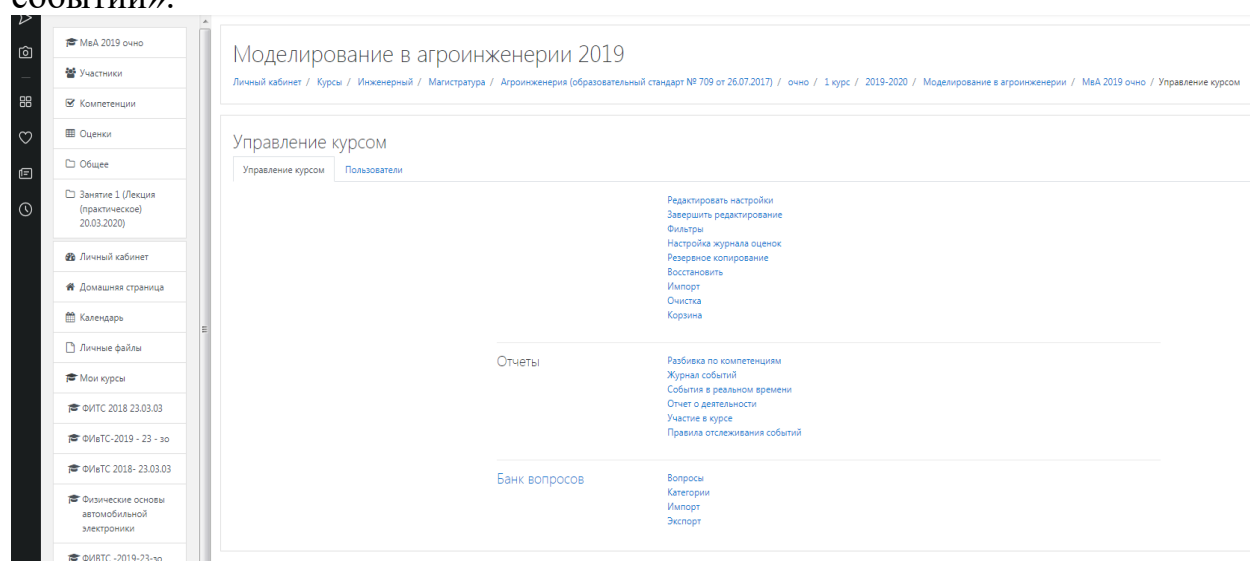 событий».
МвА 2019 очно
Участники
Компетенции
Оценки
Общее
Занятие 1 (Лекция
(практическое)
20.03.2020)
Личный кабинет
Домашняя страница
Календарь
Личные файлы
Мои курсы
ФИТС 2018 23.03.03
ФИвТС-2019 - 23 - зо
ФИвТС 2018- 23.03.03
Физические основы
автомобильной
электроники
ФИВТС -2019-23-зо
Моделирование в агроинженерии 2019
Личный кабинет / Курсы / Инженерный / Магистратура / Агроинженерия (образовательный стандарт № 709 от 26.07.2017) / очно / 1 курс / 2019-2020 / Моделирование в агроинженерии / МвА 2019 очно / Управление курсом
Управление курсом
Управление курсом Пользователи
Редактировать настройки
Завершить редактирование
Фильтры
Настройка журнала оценок
Резервное копирование
Восстановить
Импорт
Очистка
Корзина
Отчеты
Разбивка по компетенциям
Журнал событий
События в реальном времени
Отчет о деятельности
Участие в курсе
Правила отслеживания событий
Банк вопросов
Вопросы
Категории
Импорт
Экспорт